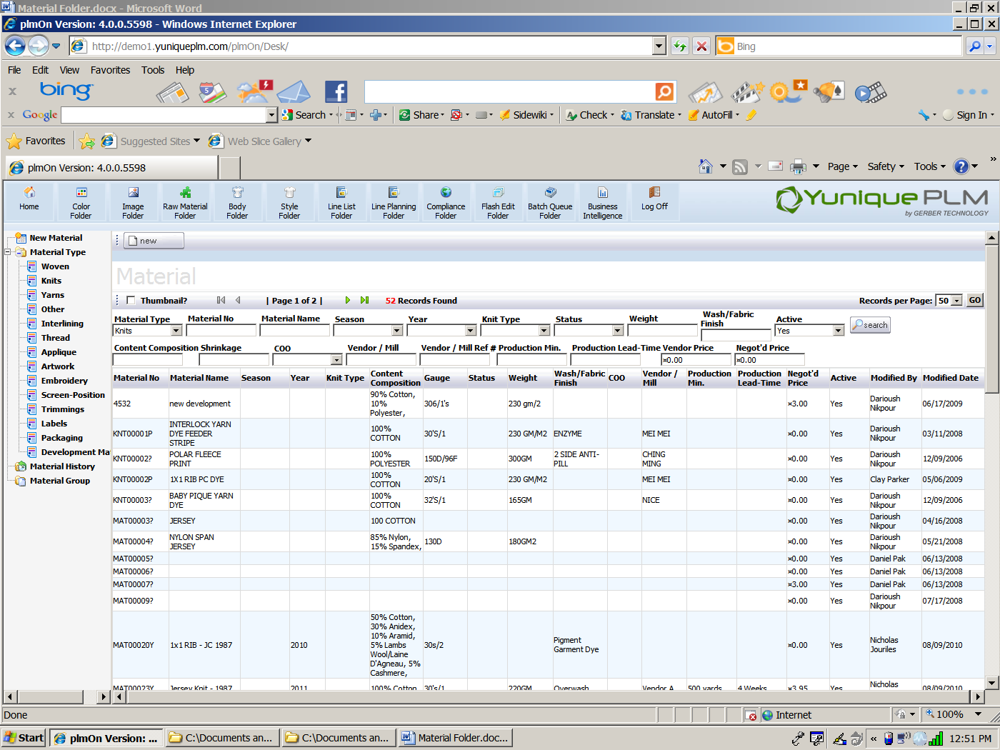 Material Folder.docx - Microsoft Word
plmOn Version: 4.0.0.5598 - Windows Internet Explorer
http://demo1.yuniqueplm.com/plmOn/Desk/
Bing
File Edit View Favorites Tools Help
x bing
x Google Search Share Sidewiki Check Translate AutoFill Sign In
Favorites Suggested Sites Web Slice Gallery
plmOn Version: 4.0.0.5598 Page Safety Tools »
Home
Color Folder
Image Folder
Raw Material Folder
Body Folder
Style Folder
Line List Folder
Line Planning Folder
Compliance Folder
Flash Edit Folder
Batch Queue Folder
Business Intelligence
Log Off
Yunique PLM
by GERBER TECHNOLOGY
New Material
Material Type
Woven
Knits
Yarns
Other
Interlining
Thread
Applique
Artwork
Embroidery
Screen-Position
Trimmings
Labels
Packaging
Development Ma
Material History
Material Group
new
Material
Thumbnail? | Page 1 of 2 | 52 Records Found Records per Page: 50 GO
Material Type Material No Material Name Season Year Knit Type Status Weight Wash/Fabric Finish Active
Knits Yes search
Content Composition Shrinkage COO Vendor / Mill Vendor / Mill Ref # Production Min. Production Lead-Time Vendor Price Negot'd Price
¤0.00 ¤0.00
Material No Material Name Season Year Knit Type Content Composition Gauge Status Weight Wash/Fabric Finish COO Vendor / Mill Production Min. Production Lead-Time Negot'd Price Active Modified By Modified Date
4532 new development 90% Cotton, 10% Polyester, 306/1's 230 gm/2 ¤3.00 Yes Darioush Nikpour 06/17/2009
KNT00001P INTERLOCK YARN DYE FEEDER STRIPE 100% COTTON 30'S/1 230 GM/M2 ENZYME MEI MEI ¤0.00 Yes Darioush Nikpour 03/11/2008
KNT00002? POLAR FLEECE PRINT 100% POLYESTER 150D/96F 300GM 2 SIDE ANTI-PILL CHING MING ¤0.00 Yes Darioush Nikpour 12/09/2006
KNT00002P 1X1 RIB PC DYE 100% COTTON 20'S/1 230 GM/M2 MEI MEI ¤0.00 Yes Clay Parker 05/06/2009
KNT00003? BABY PIQUE YARN DYE 100% COTTON 32'S/1 165GM NICE ¤0.00 Yes Darioush Nikpour 12/09/2006
MAT00003? JERSEY 100 COTTON ¤0.00 Yes Darioush Nikpour 04/16/2008
MAT00004? NYLON SPAN JERSEY 85% Nylon, 15% Spandex, 130D 180GM2 ¤0.00 Yes Darioush Nikpour 05/21/2008
MAT00005? ¤0.00 Yes Daniel Pak 06/13/2008
MAT00006? ¤0.00 Yes Daniel Pak 06/13/2008
MAT00007? ¤3.00 Yes Daniel Pak 06/13/2008
MAT00009? ¤0.00 Yes Darioush Nikpour 07/17/2008
MAT00020Y 1x1 RIB - JC 1987 2010 50% Cotton, 30% Anidex, 10% Aramid, 5% Lambs Wool/Laine D'Agneau, 5% Cashmere, 30s/2 Pigment Garment Dye ¤0.00 Yes Nicholas Jouriles 08/09/2010
MAT00023Y Jersey Knit - 1987 2011 100% Cotton 30's/1 220GM Overwash Vendor A 500 yards 4 Weeks ¤3.95 Yes Nicholas 08/09/2010
Done Internet 100%
Start plmOn Version: ... C:\Documents an... C:\Documents an... Material Folder.doc... « 12:51 PM